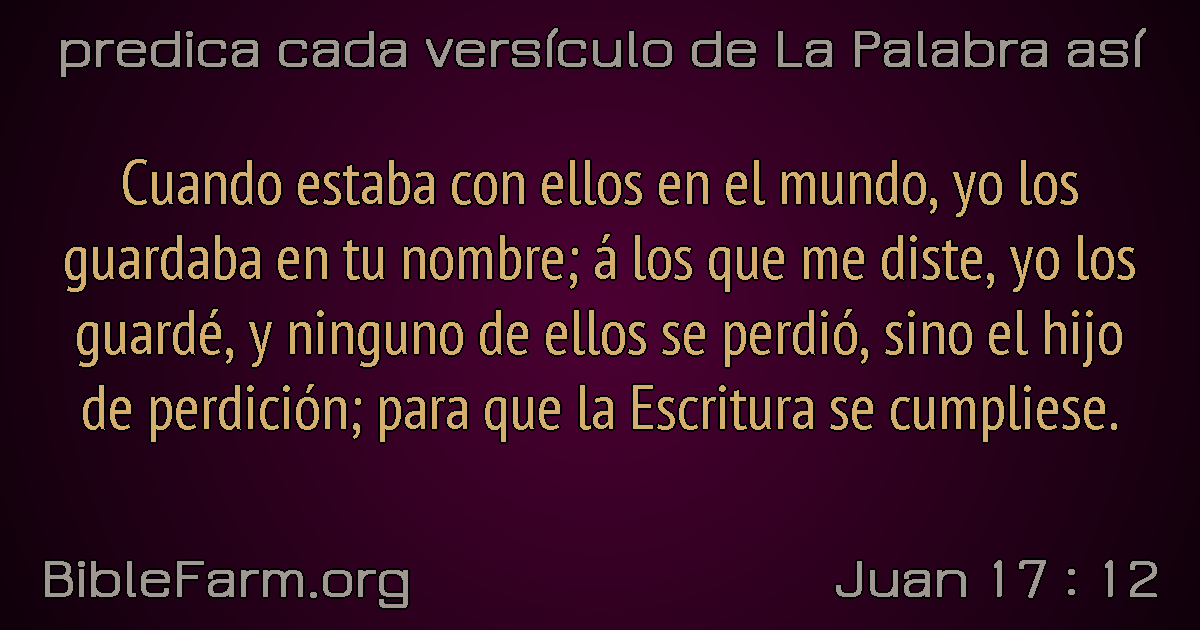 predica cada versículo de La Palabra así
Cuando estaba con ellos en el mundo, yo los
guardaba en tu nombre; á los que me diste, yo los
guardé, y ninguno de ellos se perdió, sino el hijo
de perdición; para que la Escritura se cumpliese.
BibleFarm.org
Juan 17 : 12